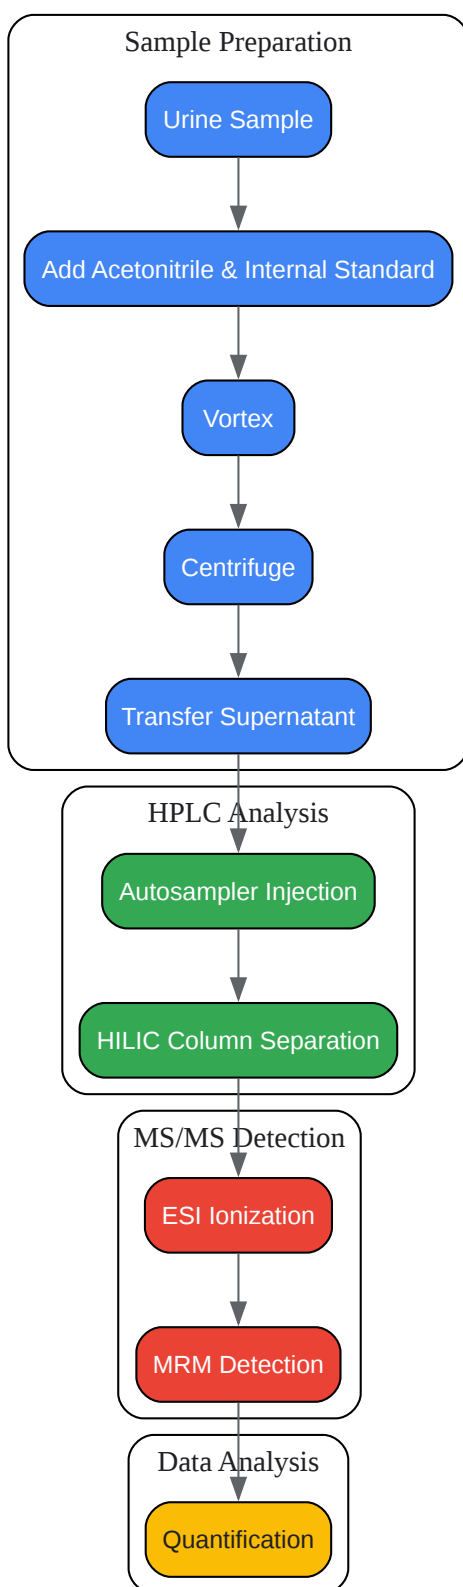 Sample Preparation
Urine Sample
Add Acetonitrile & Internal Standard
Vortex
Centrifuge
Transfer Supernatant
HPLC Analysis
Autosampler Injection
HILIC Column Separation
MS/MS Detection
ESI Ionization
MRM Detection
Data Analysis
Quantification